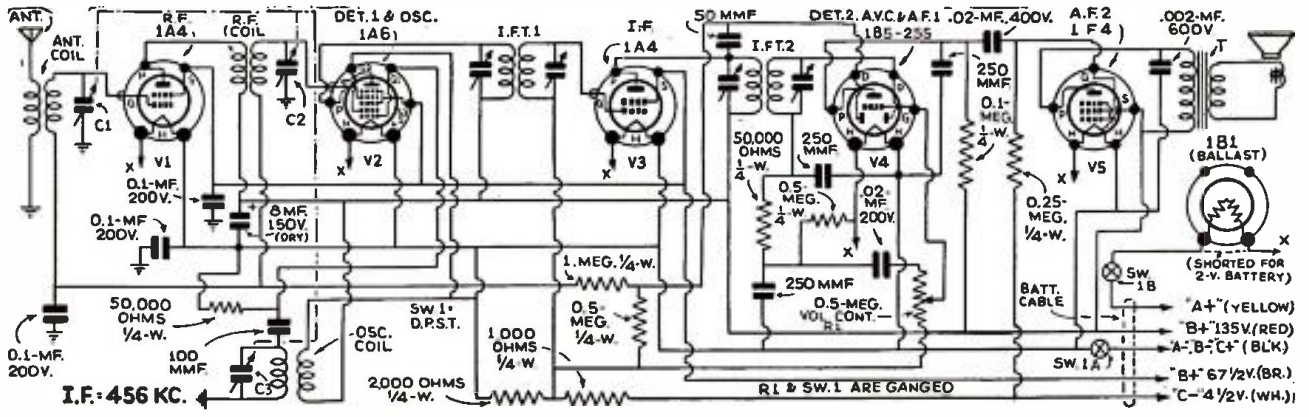 ANT.
ANT. COIL
R.F.
1A4
R.F. COIL
DET. 1 & OSC.
1A6
I.F.T.1
I.F.
1A4
50 MMF
I.F.T.2
DET.2, A.V.C. & A.F.1
1B5-25S
.02-MF. 400V.
A.F.2
1F4
.002-MF.
600V
T
C1
V1
C2
V2
V3
V4
V5
X
X
X
X
X
250
MMF
0.1-
MEG.
1/4-W.
50,000
OHMS
1/4-W.
250
MMF.
0.5-
MEG.
1/4-W.
.02-
MF.
200V.
0.25-
MEG.
1/4-W.
1B1
(BALLAST)
X
(SHORTED FOR
2-V. BATTERY)
SW.
1B
0.1-MF.
200V.
0.1-MF
200V.
8 MF.
150V.
(DRY)
50,000
OHMS
1/4-W.
0.1-MF.
200V.
100
MMF.
C3
OSC.
COIL
SW.1=
D.P.S.T.
1. MEG. 1/4-W.
0.5-
MEG.
1/4-W.
1,000
OHMS
1/4-W
2,000 OHMS
1/4-W.
250 MMF
0.5-MEG.
VOL. CONT.
R1
BATT.
CABLE
SW.1A
R1 & SW.1 ARE GANGED
"A+" (YELLOW)
"B+" 135V.(RED)
"A-,B-,C+" (BLK.)
"B+" 67 1/2V.(BR.)
"C-" 4 1/2V.(WH.)
I.F.= 456 KC.